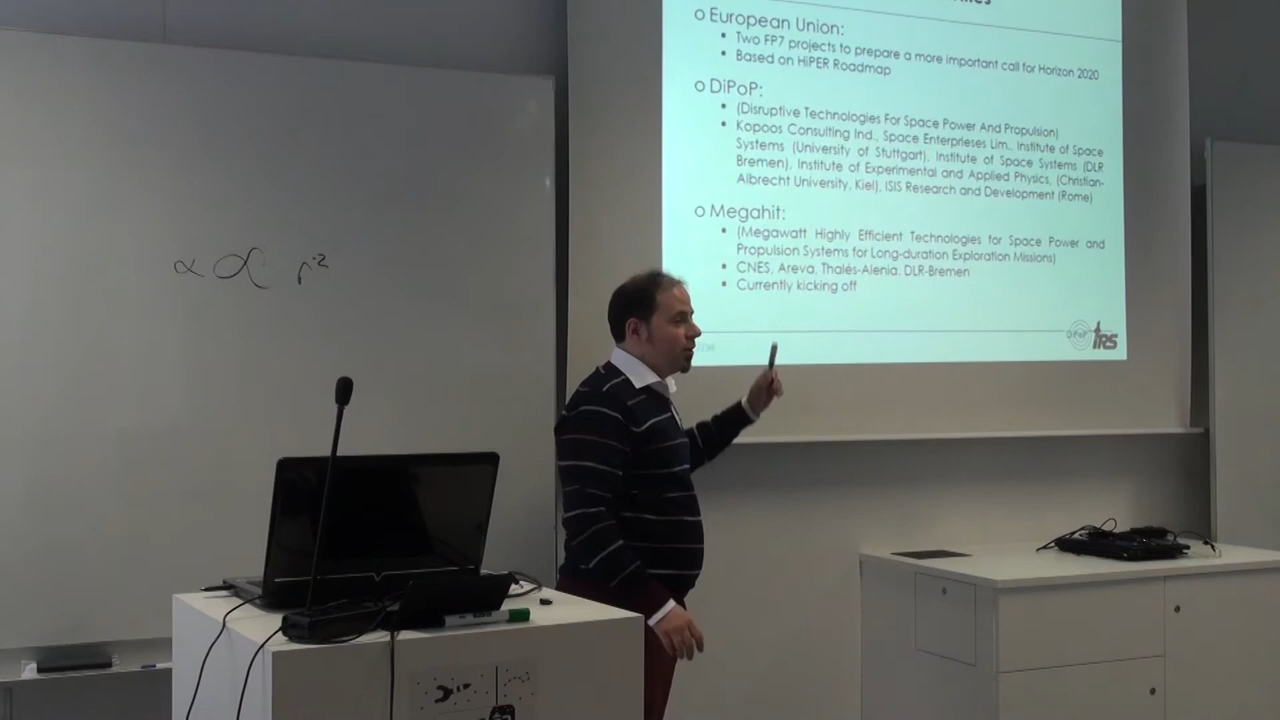 o European Union:
• Two FP7 projects to prepare a more important call for Horizon 2020
• Based on HiPER Roadmap
o DiPoP:
• (Disruptive Technologies For Space Power And Propulsion)
• Kopoos Consulting Ind., Space Enterprieses Lim., Institute of Space
Systems (University of Stuttgart), Institute of Space Systems (DLR
Bremen), Institute of Experimental and Applied Physics, (Christian-
Albrecht University, Kiel), ISIS Research and Development (Rome)
o Megahit:
• (Megawatt Highly Efficient Technologies for Space Power and
Propulsion Systems for Long-duration Exploration Missions)
• CNES, Areva, Thalés-Alenia, DLR-Bremen
• Currently kicking off
DiPoP IRS
α ∝ r⁻²